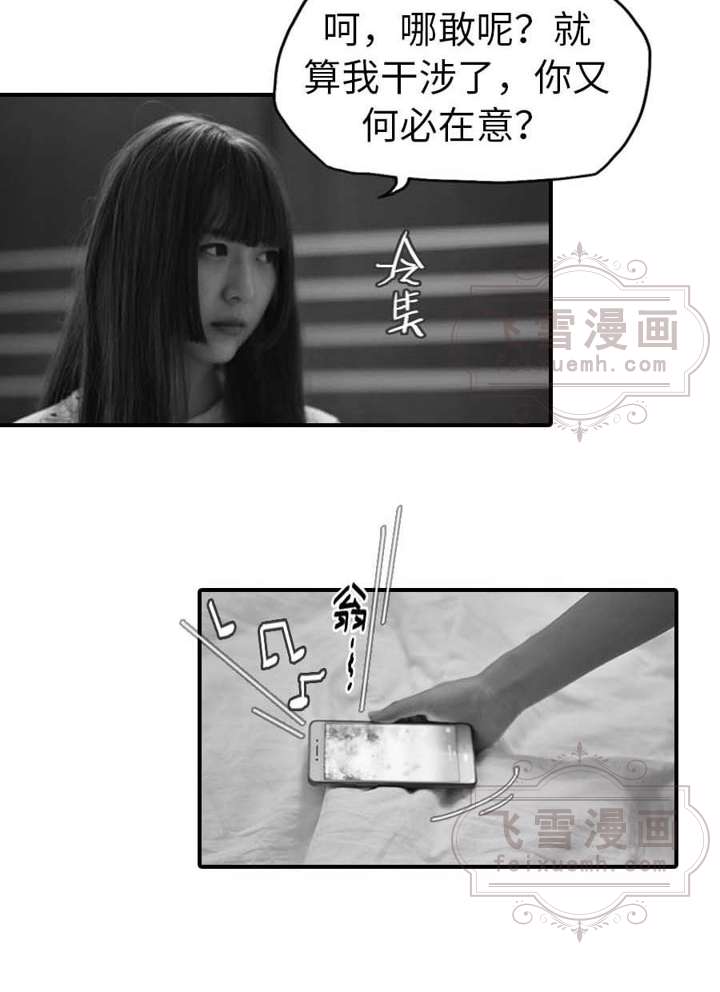 呵，哪敢呢？就
算我干涉了，你又
何必在意？
冷
笑
飞雪漫画
feixuemh.com
翁~
飞雪漫画
feixuemh.com